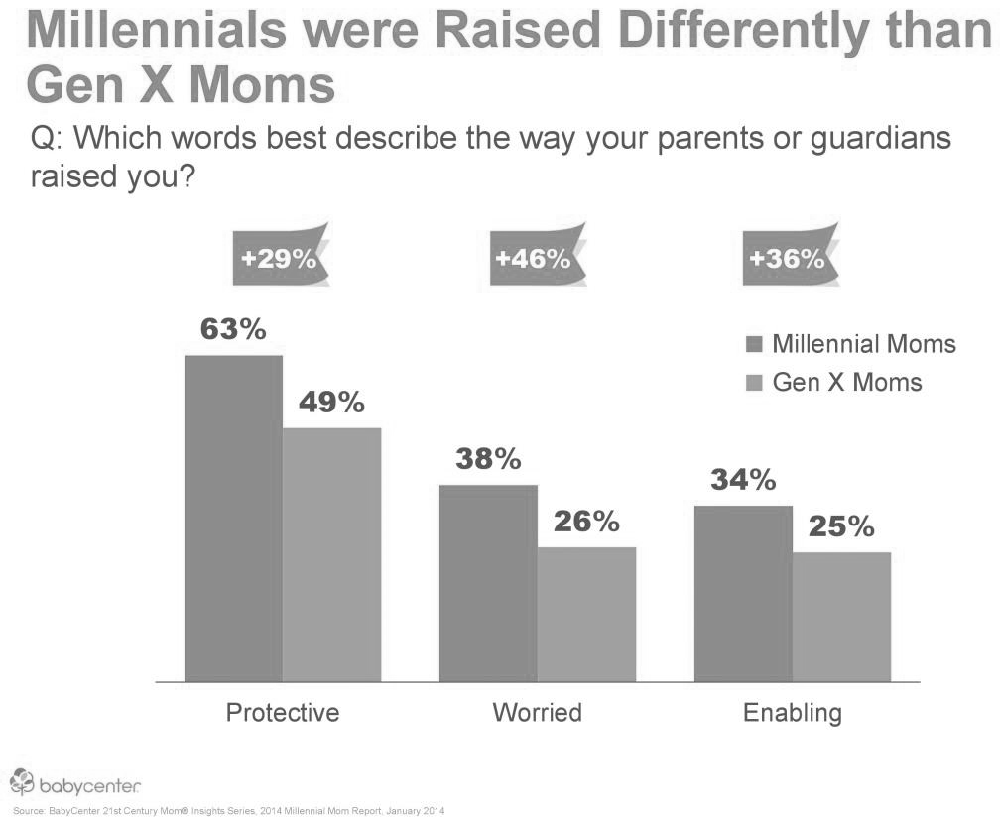 Millennials were Raised Differently than
Gen X Moms
Q: Which words best describe the way your parents or guardians
raised you?
+29%
+46%
+36%
63%
49%
38%
26%
34%
25%
Millennial Moms
Gen X Moms
Protective
Worried
Enabling
babycenter
Source: BabyCenter 21st Century Mom® Insights Series, 2014 Millennial Mom Report, January 2014